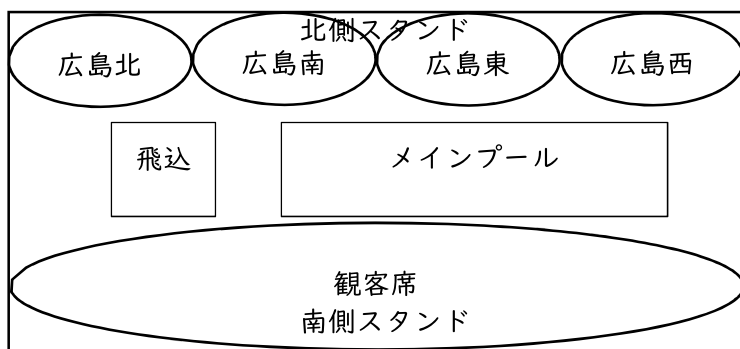 北側スタンド
広島北 広島南 広島東 広島西
飛込 メインプール
観客席
南側スタンド